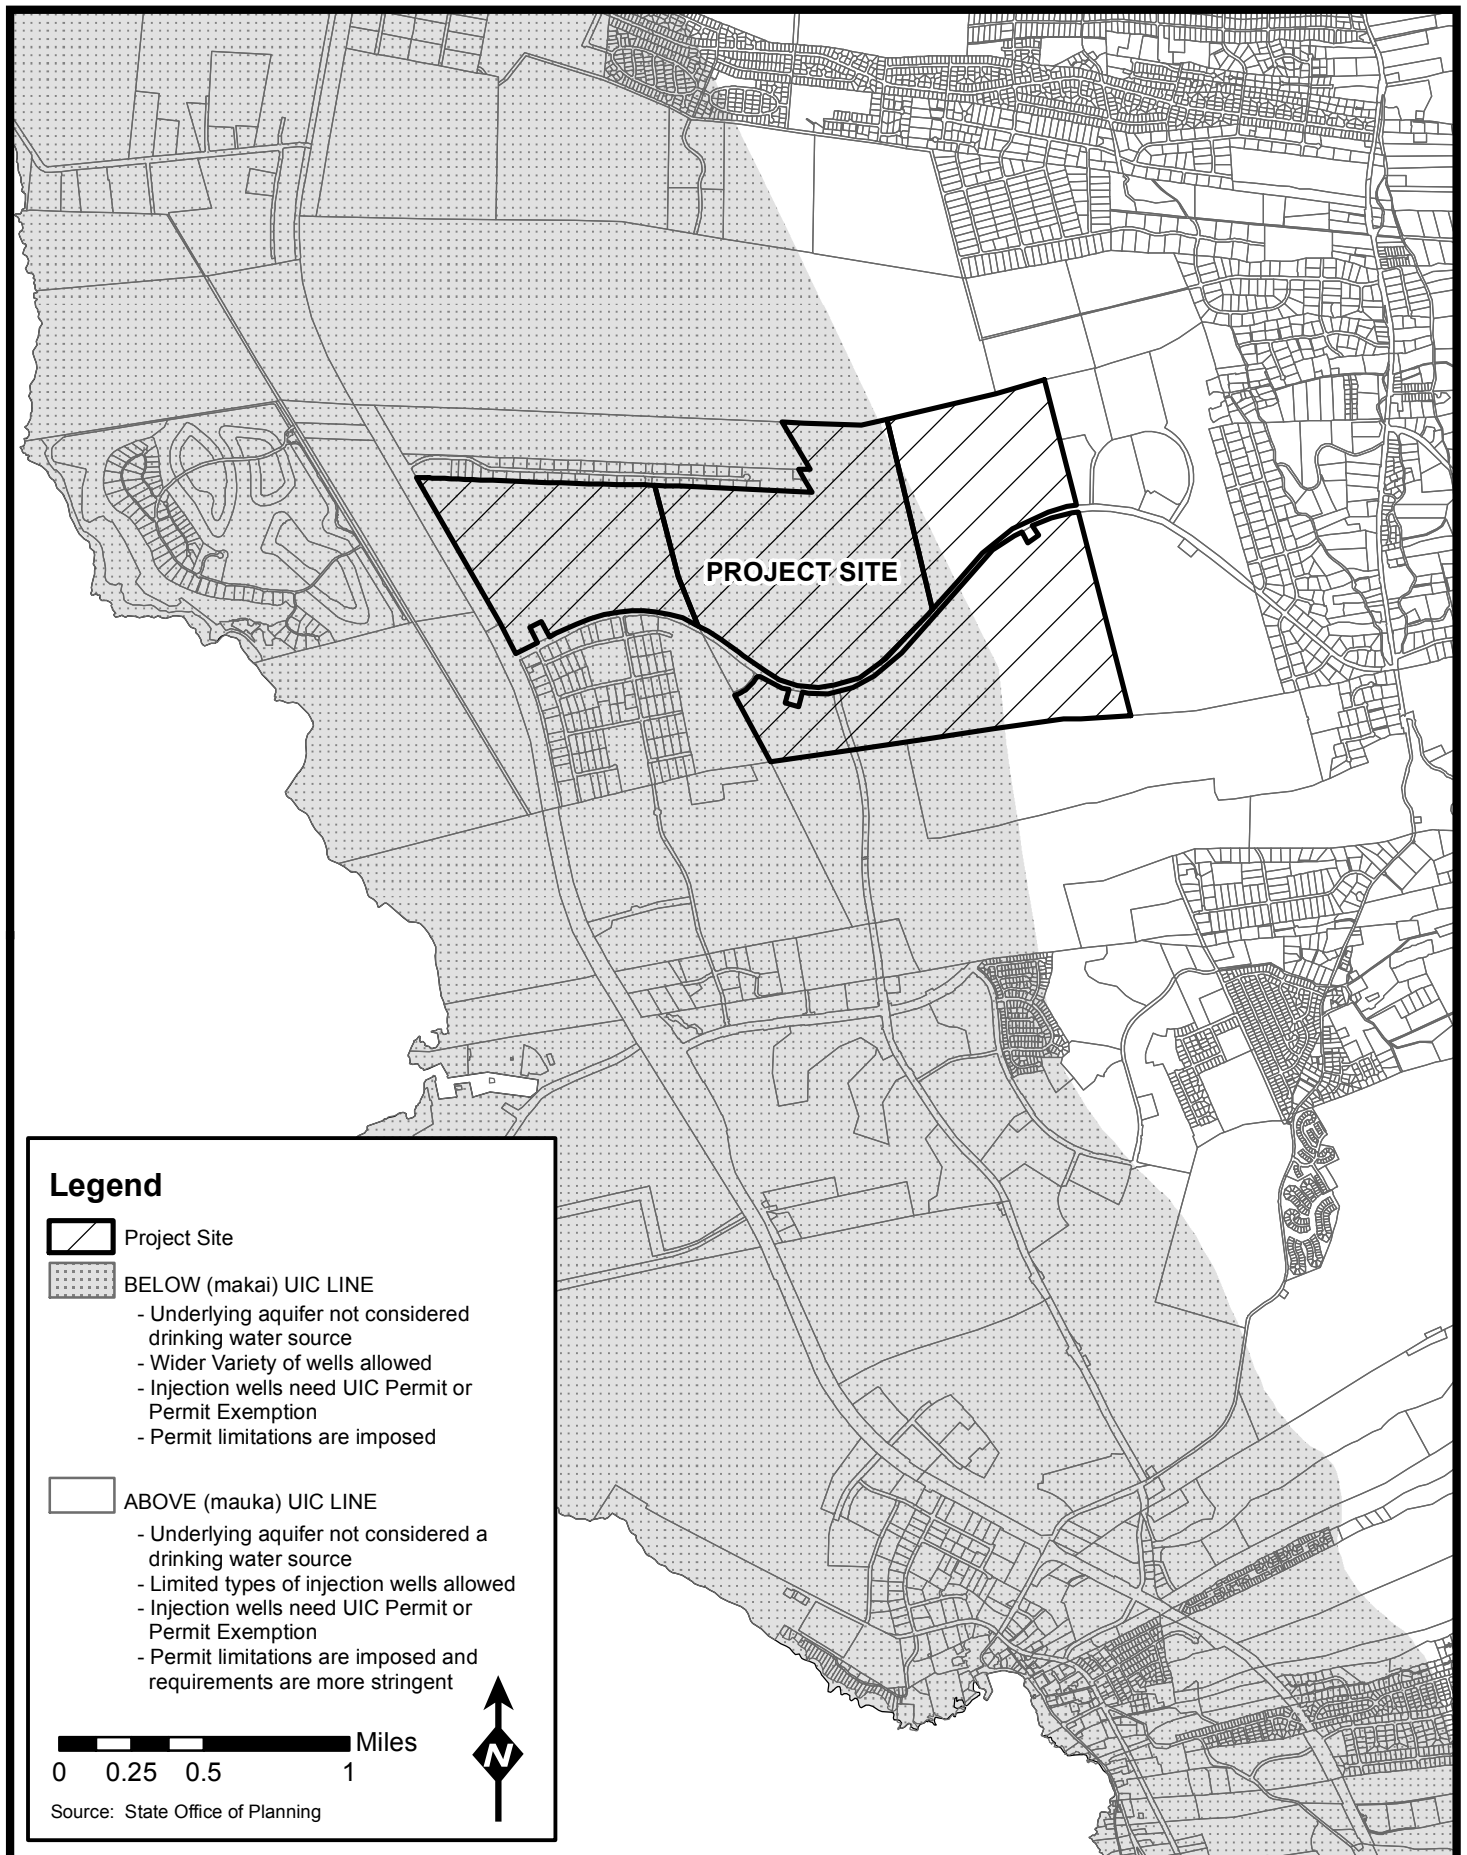 PROJECT SITE
Legend
Project Site
BELOW (makai) UIC LINE
- Underlying aquifer not considered
drinking water source
- Wider Variety of wells allowed
- Injection wells need UIC Permit or
Permit Exemption
- Permit limitations are imposed
ABOVE (mauka) UIC LINE
- Underlying aquifer not considered a
drinking water source
- Limited types of injection wells allowed
- Injection wells need UIC Permit or
Permit Exemption
- Permit limitations are imposed and
requirements are more stringent
Miles
0 0.25 0.5 1
N
Source: State Office of Planning